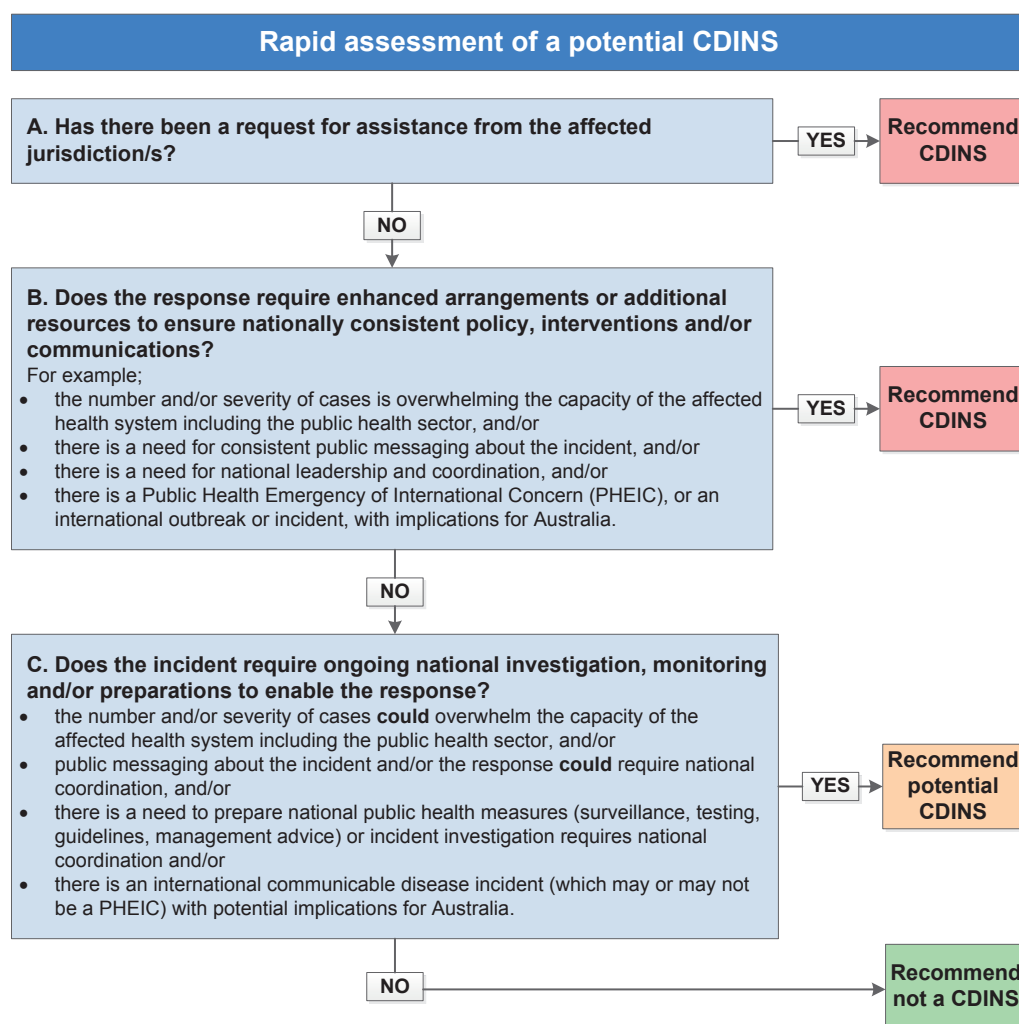 Rapid assessment of a potential CDINS
A. Has there been a request for assistance from the affected
jurisdiction/s?
YES
Recommend
CDINS
NO
B. Does the response require enhanced arrangements or additional
resources to ensure nationally consistent policy, interventions and/or
communications?
For example;
• the number and/or severity of cases is overwhelming the capacity of the affected
health system including the public health sector, and/or
• there is a need for consistent public messaging about the incident, and/or
• there is a need for national leadership and coordination, and/or
• there is a Public Health Emergency of International Concern (PHEIC), or an
international outbreak or incident, with implications for Australia.
YES
Recommend
CDINS
NO
C. Does the incident require ongoing national investigation, monitoring
and/or preparations to enable the response?
• the number and/or severity of cases could overwhelm the capacity of the
affected health system including the public health sector, and/or
• public messaging about the incident and/or the response could require national
coordination, and/or
• there is a need to prepare national public health measures (surveillance, testing,
guidelines, management advice) or incident investigation requires national
coordination and/or
• there is an international communicable disease incident (which may or may not
be a PHEIC) with potential implications for Australia.
YES
Recommend
potential
CDINS
NO
Recommend
not a CDINS